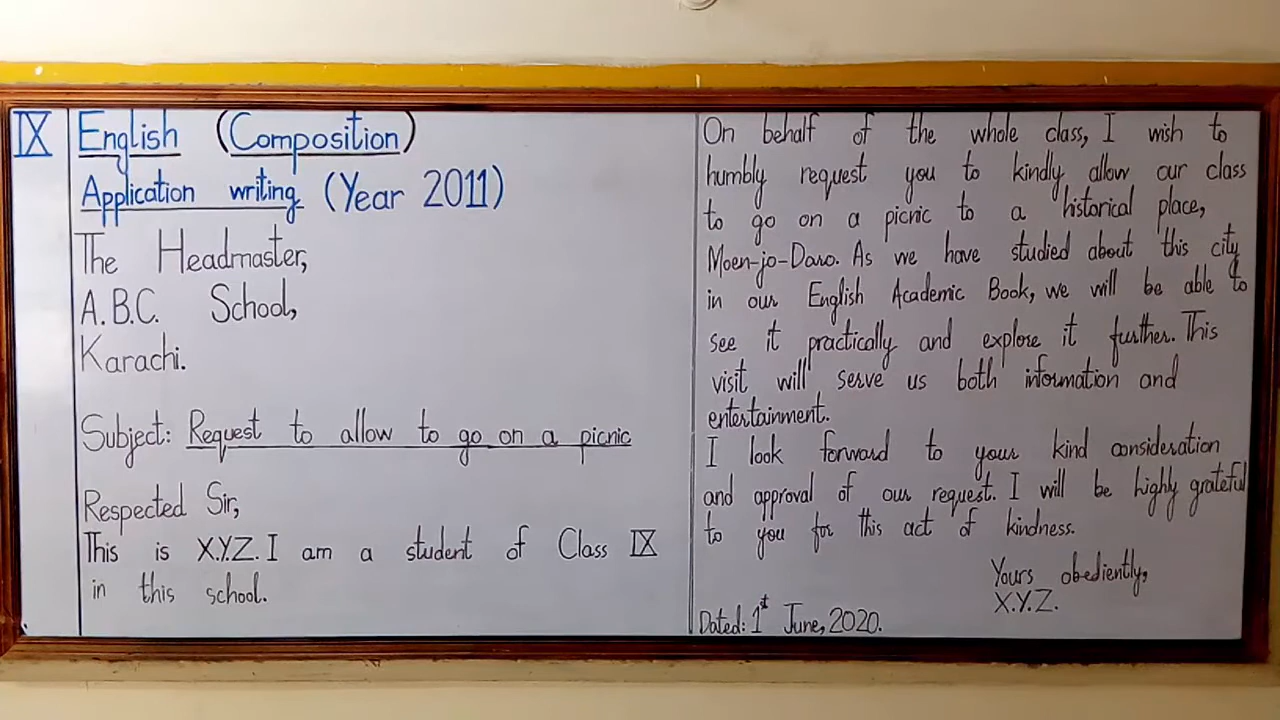 IX
English (Composition)
Application writing (Year 2011)
The Headmaster,
A.B.C. School,
Karachi.
Subject: Request to allow to go on a picnic
Respected Sir,
This is X.Y.Z. I am a student of Class IX
in this school.
On behalf of the whole class, I wish to
humbly request you to kindly allow our class
to go on a picnic to a historical place,
Moen-jo-Daro. As we have studied about this city
in our English Academic Book, we will be able to
see it practically and explore it further. This
visit will serve us both information and
entertainment.
I look forward to your kind consideration
and approval of our request. I will be highly grateful
to you for this act of kindness.
Yours obediently,
X.Y.Z.
Dated: 1st June, 2020.